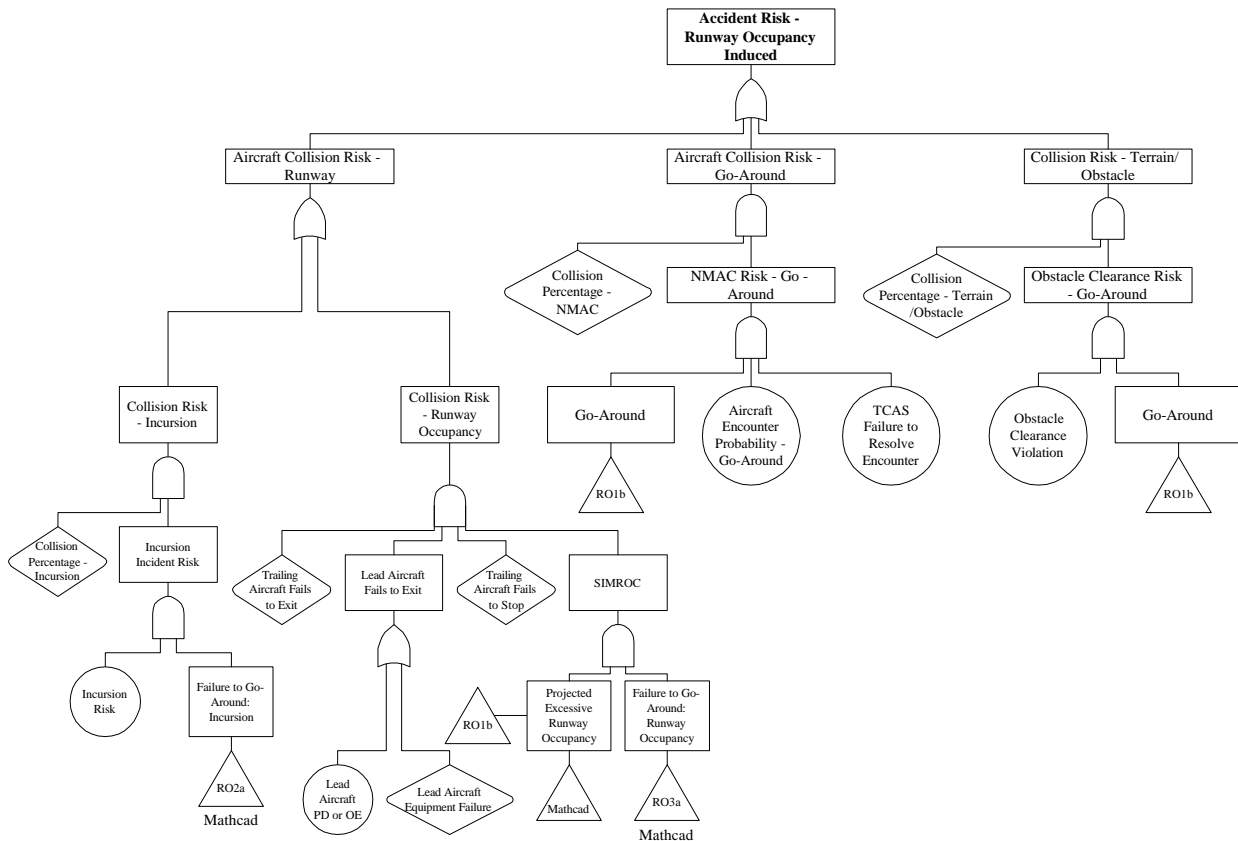 Accident Risk -
Runway Occupancy
Induced
Aircraft Collision Risk -
Runway
Aircraft Collision Risk -
Go-Around
Collision Risk - Terrain/
Obstacle
Collision
Percentage -
NMAC
NMAC Risk - Go -
Around
Collision
Percentage - Terrain
/Obstacle
Obstacle Clearance Risk
- Go-Around
Collision Risk
- Incursion
Collision Risk
- Runway
Occupancy
Go-Around
Aircraft
Encounter
Probability -
Go-Around
TCAS
Failure to
Resolve
Encounter
Obstacle
Clearance
Violation
Go-Around
RO1b
RO1b
Collision
Percentage -
Incursion
Incursion
Incident Risk
Trailing
Aircraft Fails
to Exit
Lead Aircraft
Fails to Exit
Trailing
Aircraft Fails
to Stop
SIMROC
Incursion
Risk
Failure to Go-
Around:
Incursion
RO1b
Projected
Excessive
Runway
Occupancy
Failure to Go-
Around:
Runway
Occupancy
RO2a
Mathcad
Lead
Aircraft
PD or OE
Lead Aircraft
Equipment Failure
Mathcad
RO3a
Mathcad